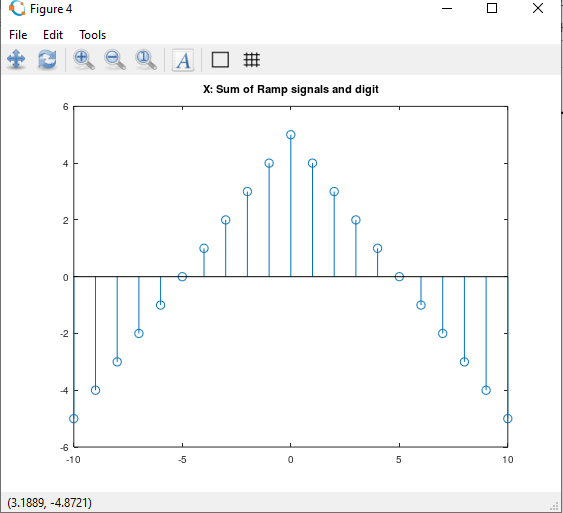 Figure 4
File Edit Tools
A
X: Sum of Ramp signals and digit
6
4
2
0
-2
-4
-6
-10 -5 0 5 10
(3.1889, -4.8721)